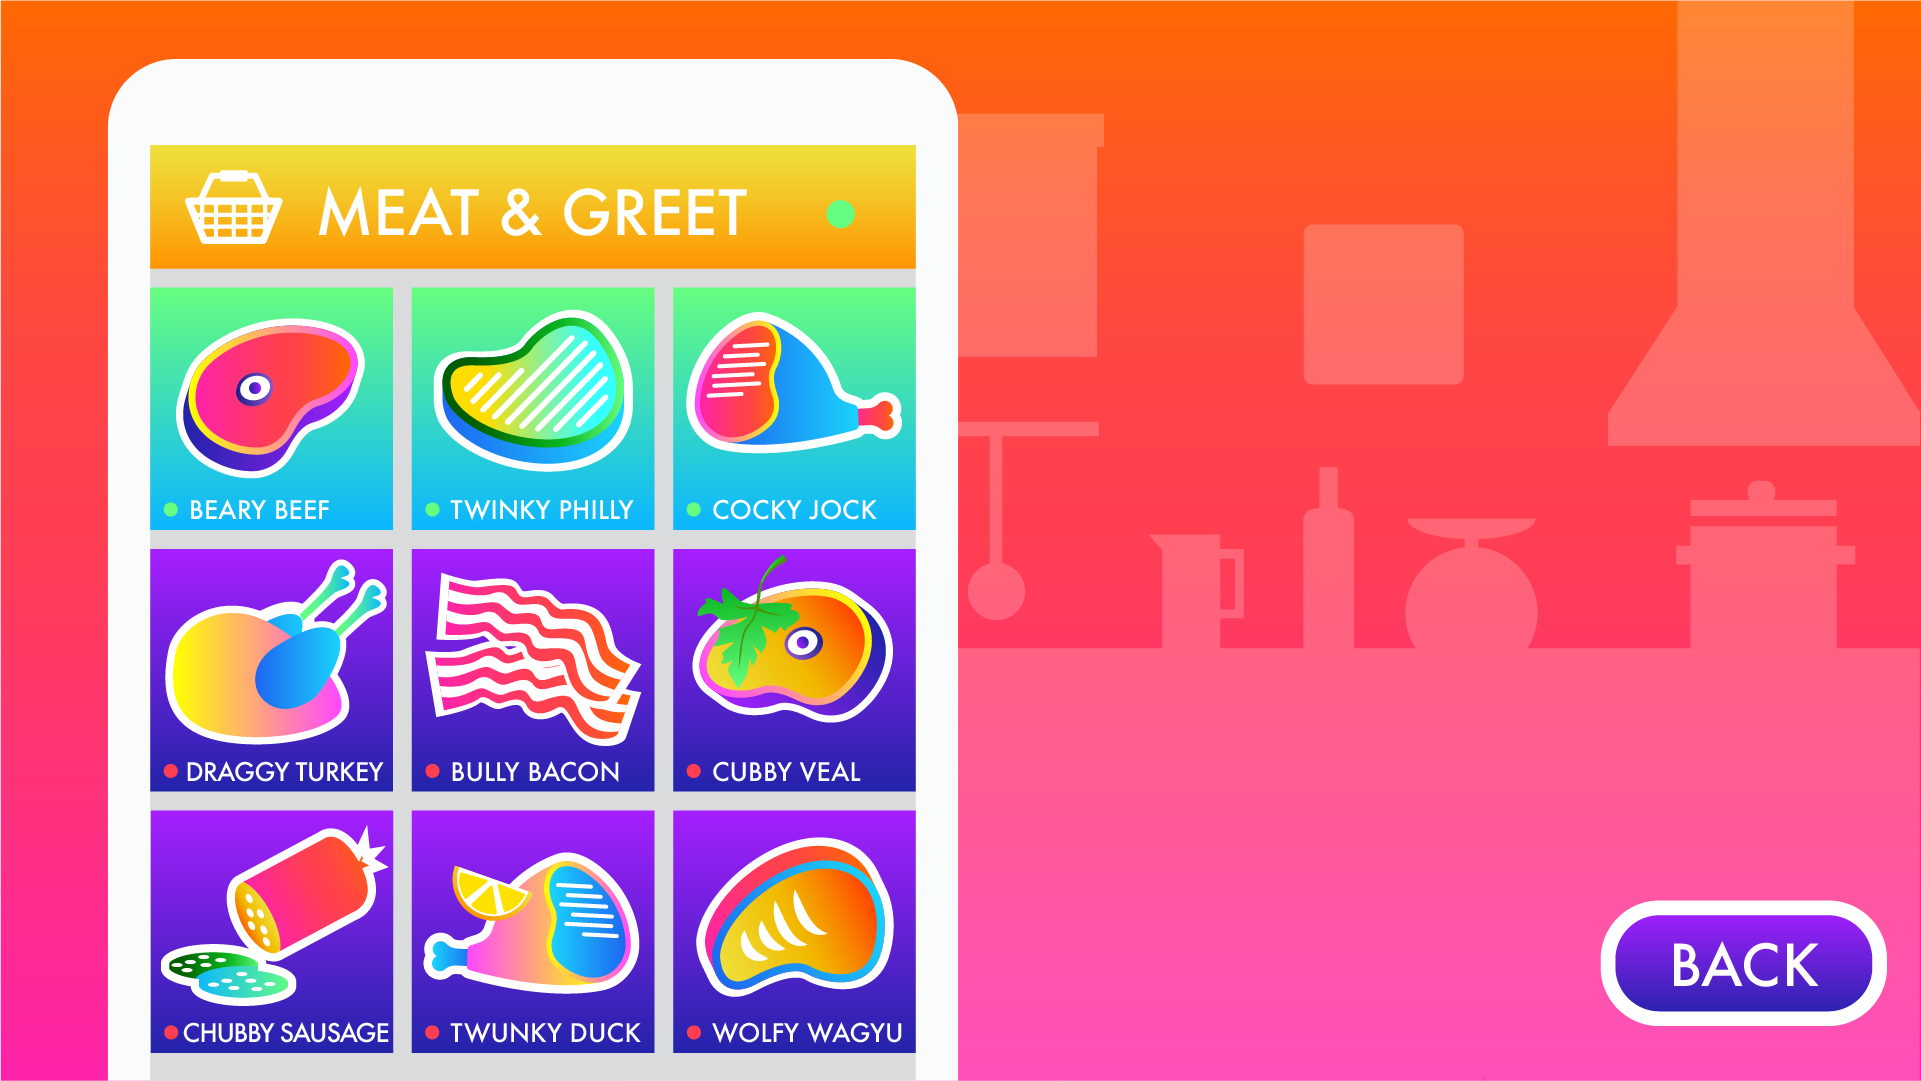 MEAT & GREET
BEARY BEEF
TWINKY PHILLY
COCKY JOCK
DRAGGY TURKEY
BULLY BACON
CUBBY VEAL
CHUBBY SAUSAGE
TWUNKY DUCK
WOLFY WAGYU
BACK